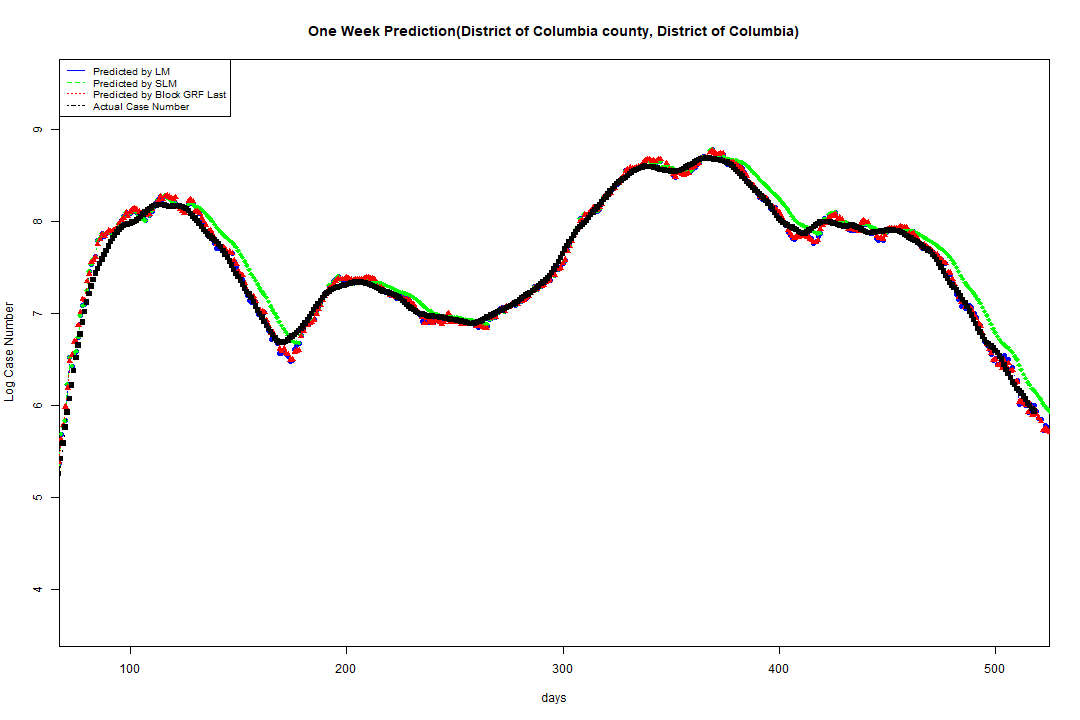 One Week Prediction(District of Columbia county, District of Columbia)
Predicted by LM
Predicted by SLM
Predicted by Block GRF Last
Actual Case Number
9
8
7
6
5
4
Log Case Number
100 200 300 400 500
days